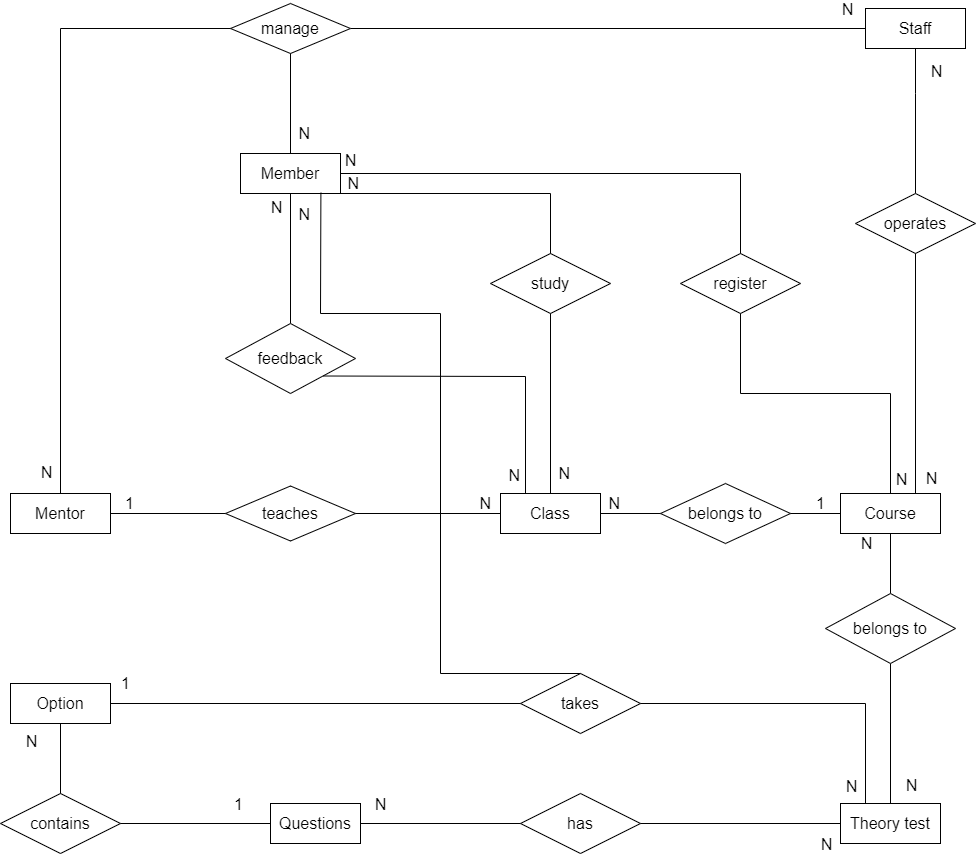 N
manage
Staff
N
N
N
Member
N
N
N
operates
study
register
feedback
N
N
N
N
N
1
N
N
1
Mentor
teaches
Class
belongs to
Course
N
belongs to
1
Option
takes
N
N
N
1
N
contains
Questions
has
Theory test
N